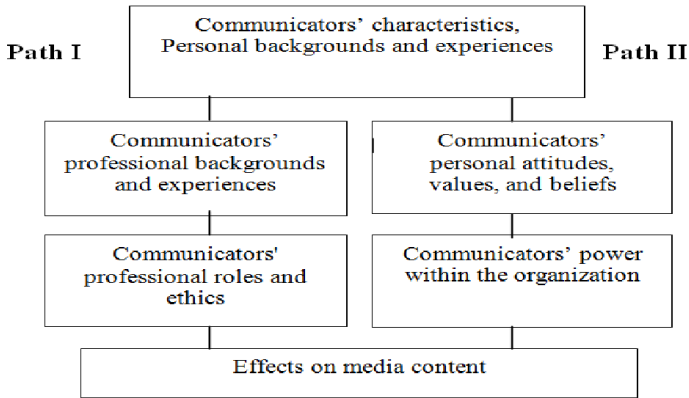 Communicators’ characteristics,
Personal backgrounds and experiences
Path I
Path II
Communicators’
professional backgrounds
and experiences
Communicators’
personal attitudes,
values, and beliefs
Communicators'
professional roles and
ethics
Communicators’ power
within the organization
Effects on media content